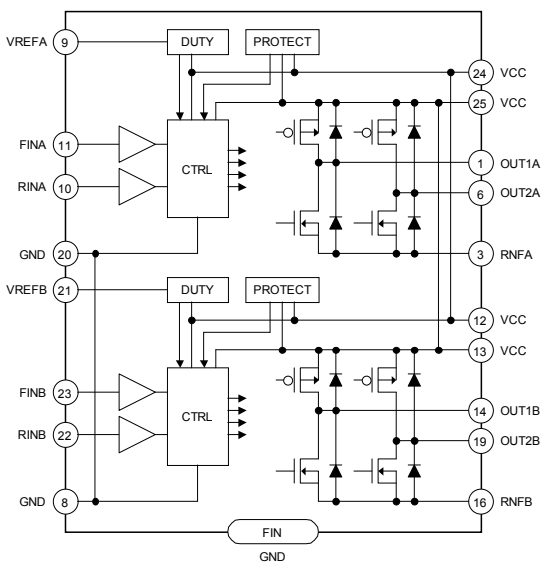 VREFA 9 DUTY PROTECT
24 VCC
25 VCC
FINA 11
CTRL
1 OUT1A
RINA 10
6 OUT2A
GND 20
3 RNFA
VREFB 21 DUTY PROTECT
12 VCC
13 VCC
FINB 23
CTRL
14 OUT1B
RINB 22
19 OUT2B
GND 8
16 RNFB
FIN
GND